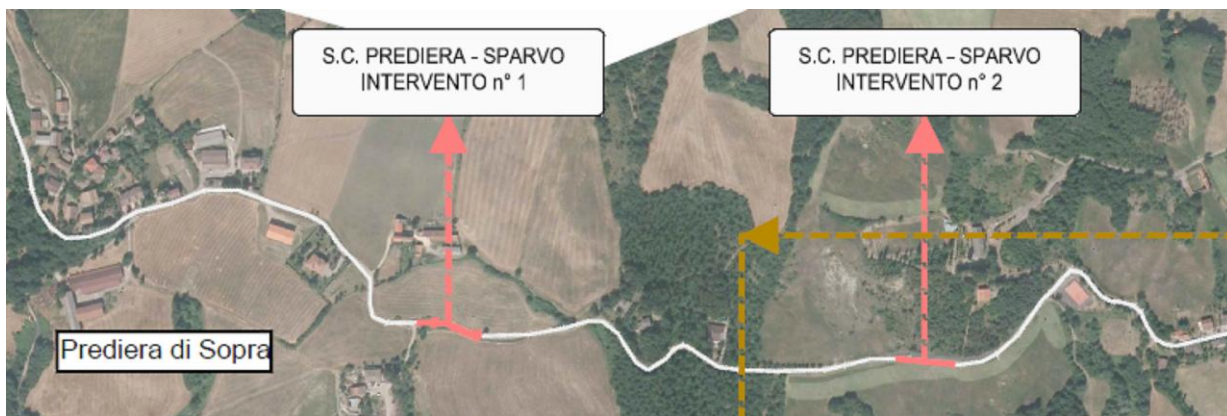 S.C. PREDIERA - SPARVO
INTERVENTO n° 1
S.C. PREDIERA - SPARVO
INTERVENTO n° 2
Prediera di Sopra